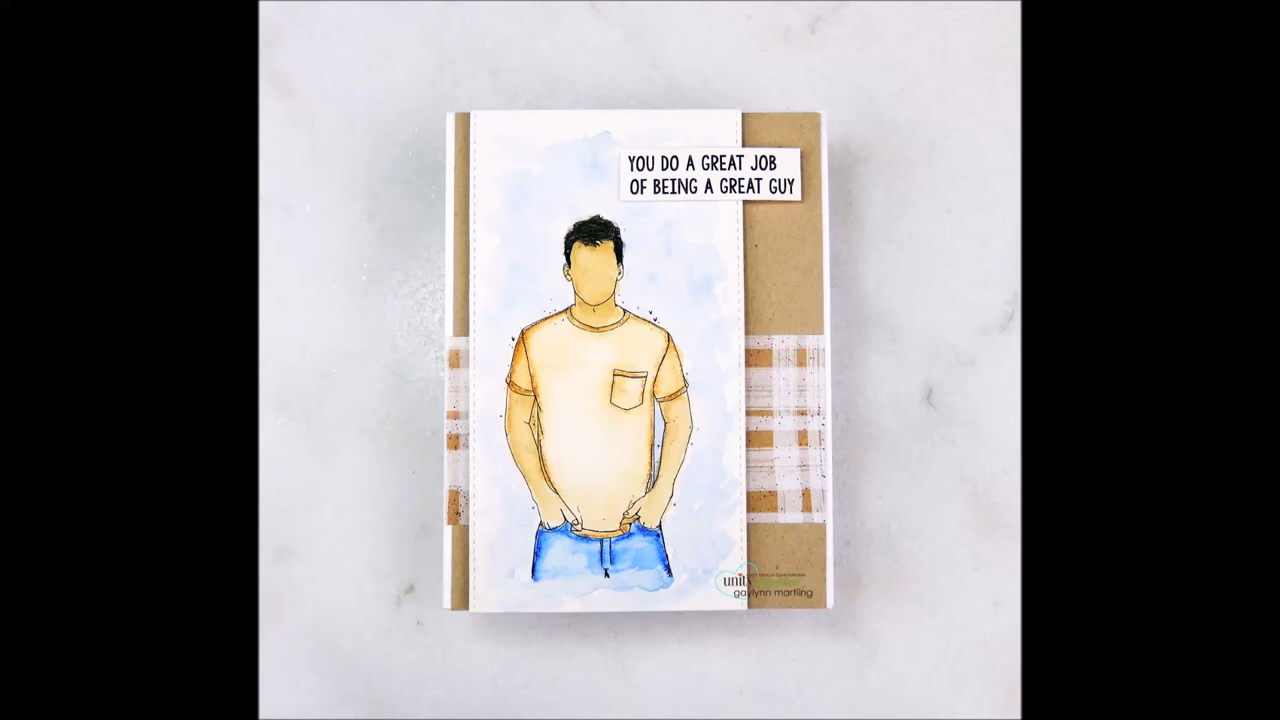 YOU DO A GREAT JOB
OF BEING A GREAT GUY
unity
gaylynn martling